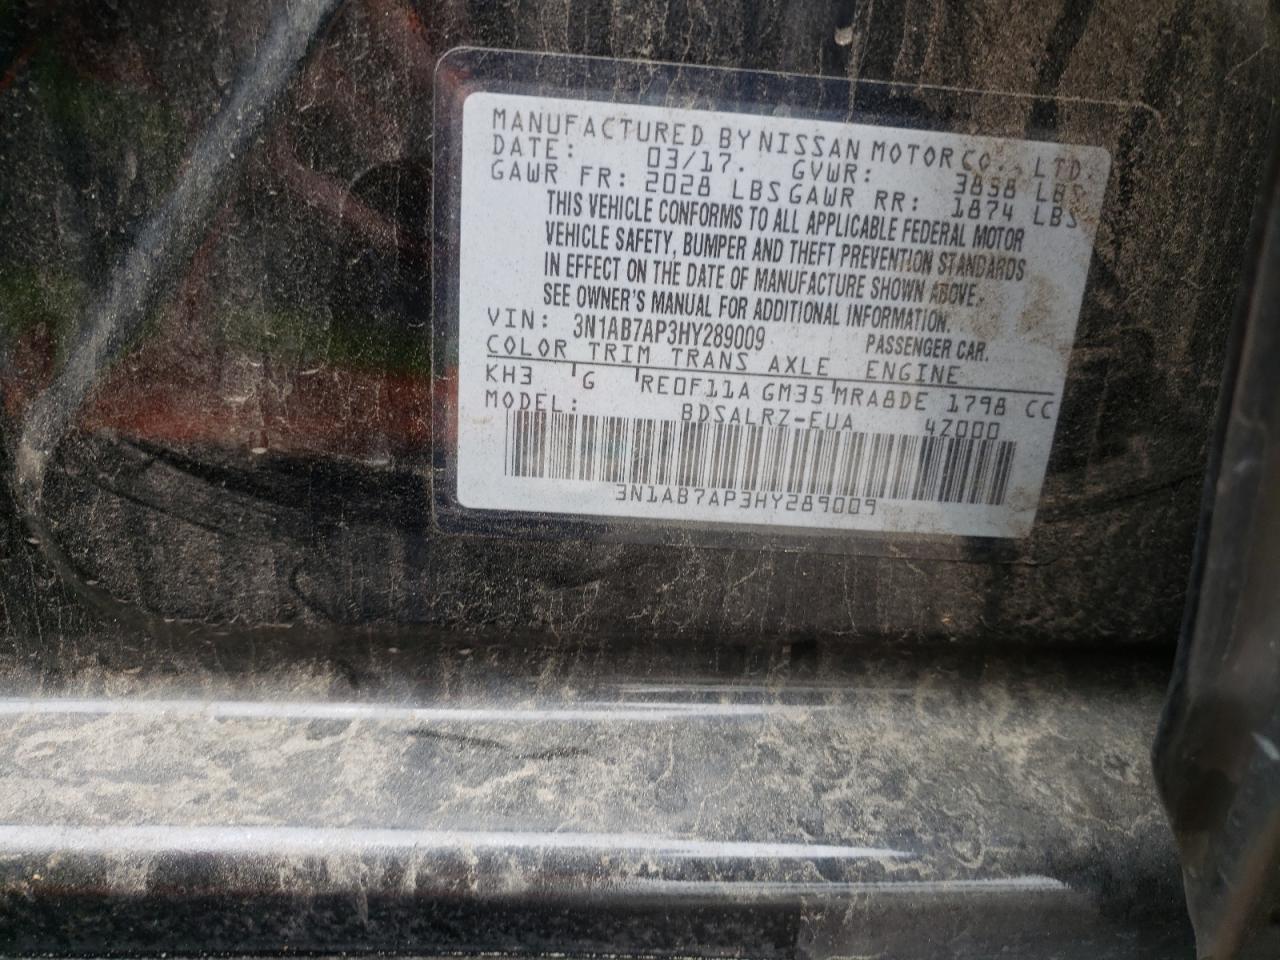 MANUFACTURED BY NISSAN MOTOR CO., LTD.
DATE: 03/17. GVWR: 3858 LBS
GAWR FR: 2028 LBS GAWR RR: 1874 LBS
THIS VEHICLE CONFORMS TO ALL APPLICABLE FEDERAL MOTOR
VEHICLE SAFETY, BUMPER AND THEFT PREVENTION STANDARDS
IN EFFECT ON THE DATE OF MANUFACTURE SHOWN ABOVE.
SEE OWNER'S MANUAL FOR ADDITIONAL INFORMATION.
VIN: 3N1AB7AP3HY289009 PASSENGER CAR.
COLOR TRIM TRANS AXLE ENGINE
KH3 G RE0F11A GM35 MRA8DE 1798 CC
MODEL: BDSALRZ-EUA 4Z000
3N1AB7AP3HY289009